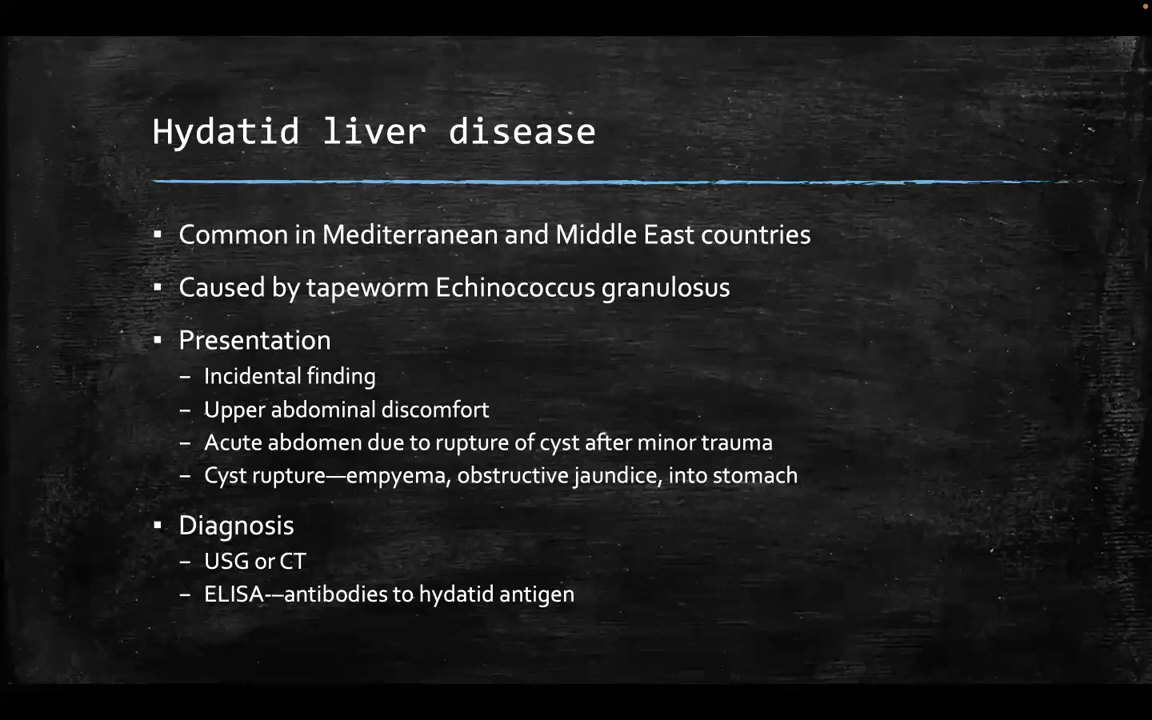 Hydatid liver disease
▪ Common in Mediterranean and Middle East countries
▪ Caused by tapeworm Echinococcus granulosus
▪ Presentation
– Incidental finding
– Upper abdominal discomfort
– Acute abdomen due to rupture of cyst after minor trauma
– Cyst rupture—empyema, obstructive jaundice, into stomach
▪ Diagnosis
– USG or CT
– ELISA-–antibodies to hydatid antigen